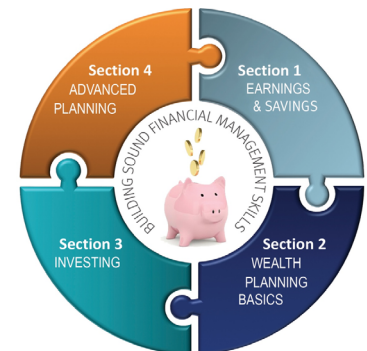 Section 4
ADVANCED
PLANNING
Section 1
EARNINGS
& SAVINGS
BUILDING SOUND FINANCIAL MANAGEMENT SKILLS
Section 3
INVESTING
Section 2
WEALTH
PLANNING
BASICS